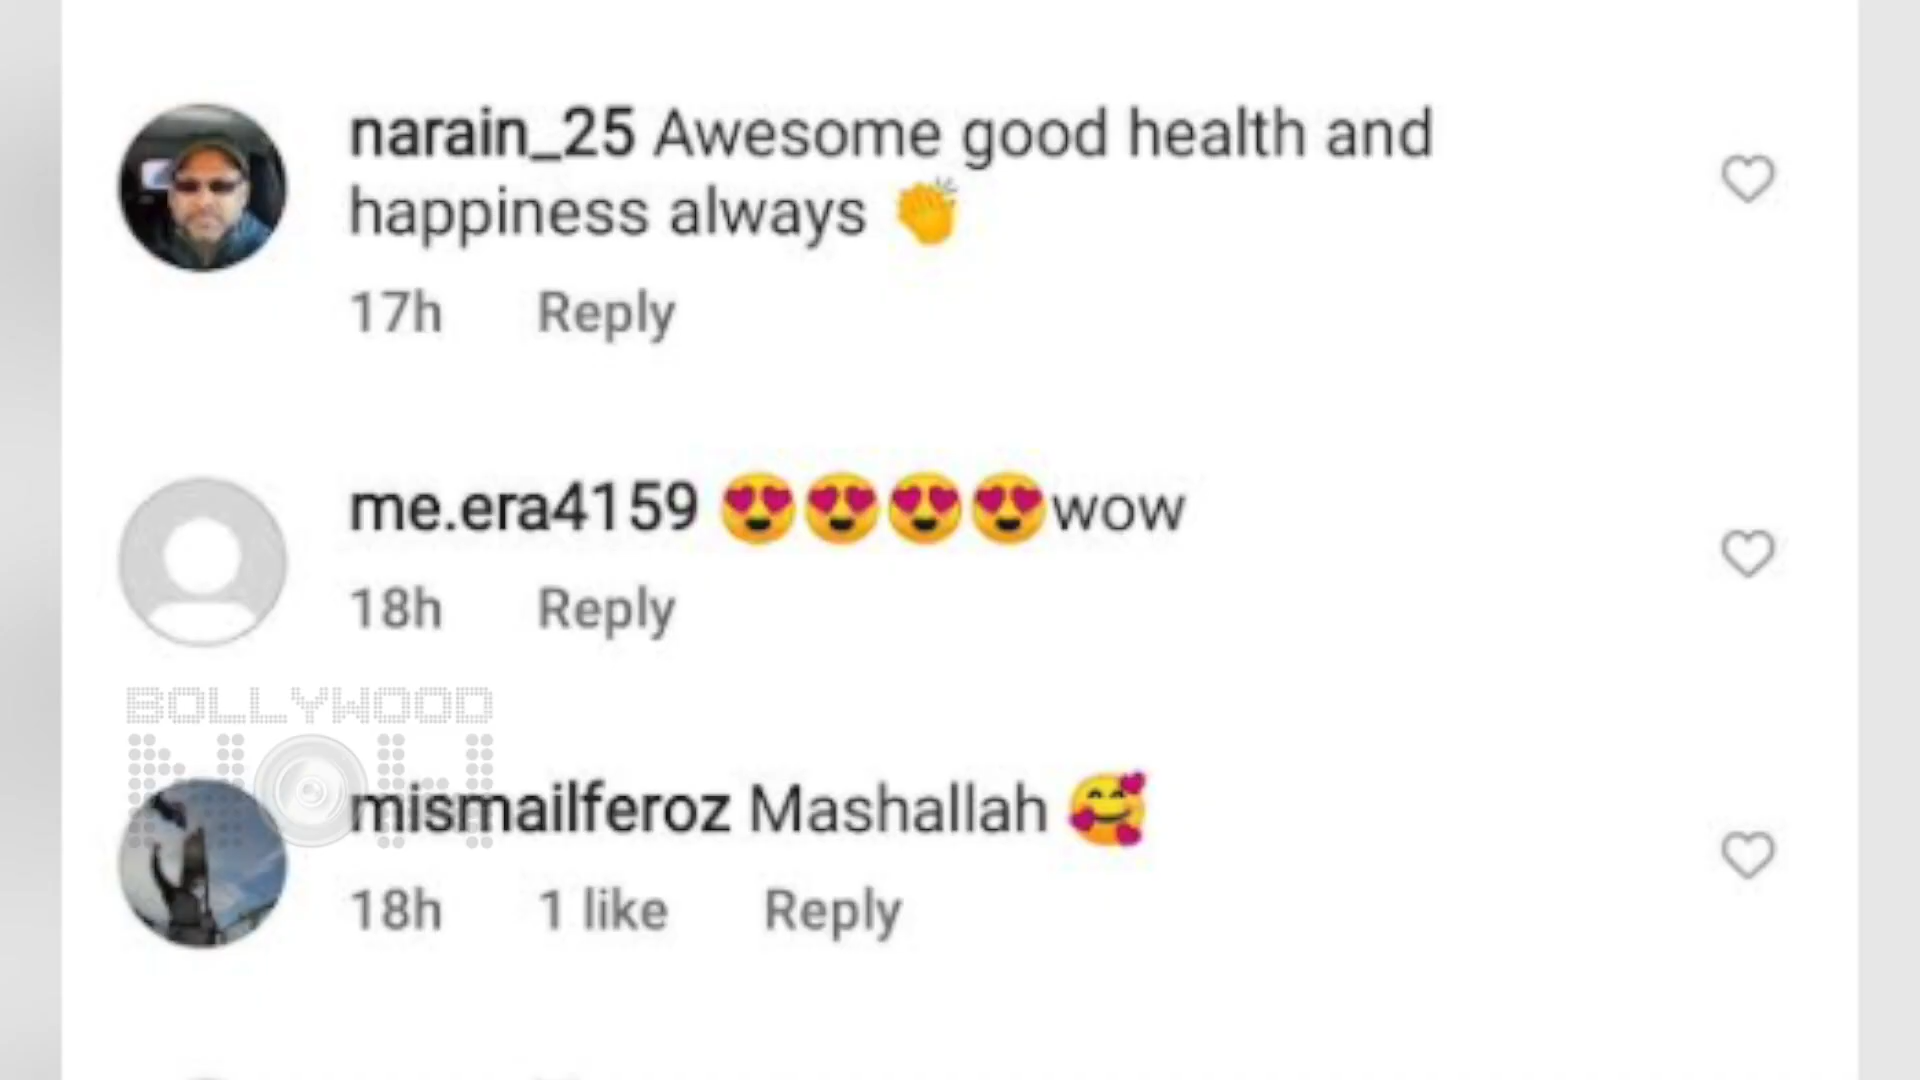 narain_25 Awesome good health and
happiness always 👏
17h Reply
me.era4159 😍😍😍😍wow
18h Reply
BOLLYWOOD
NOW
mismailferoz Mashallah 🥰
18h 1 like Reply